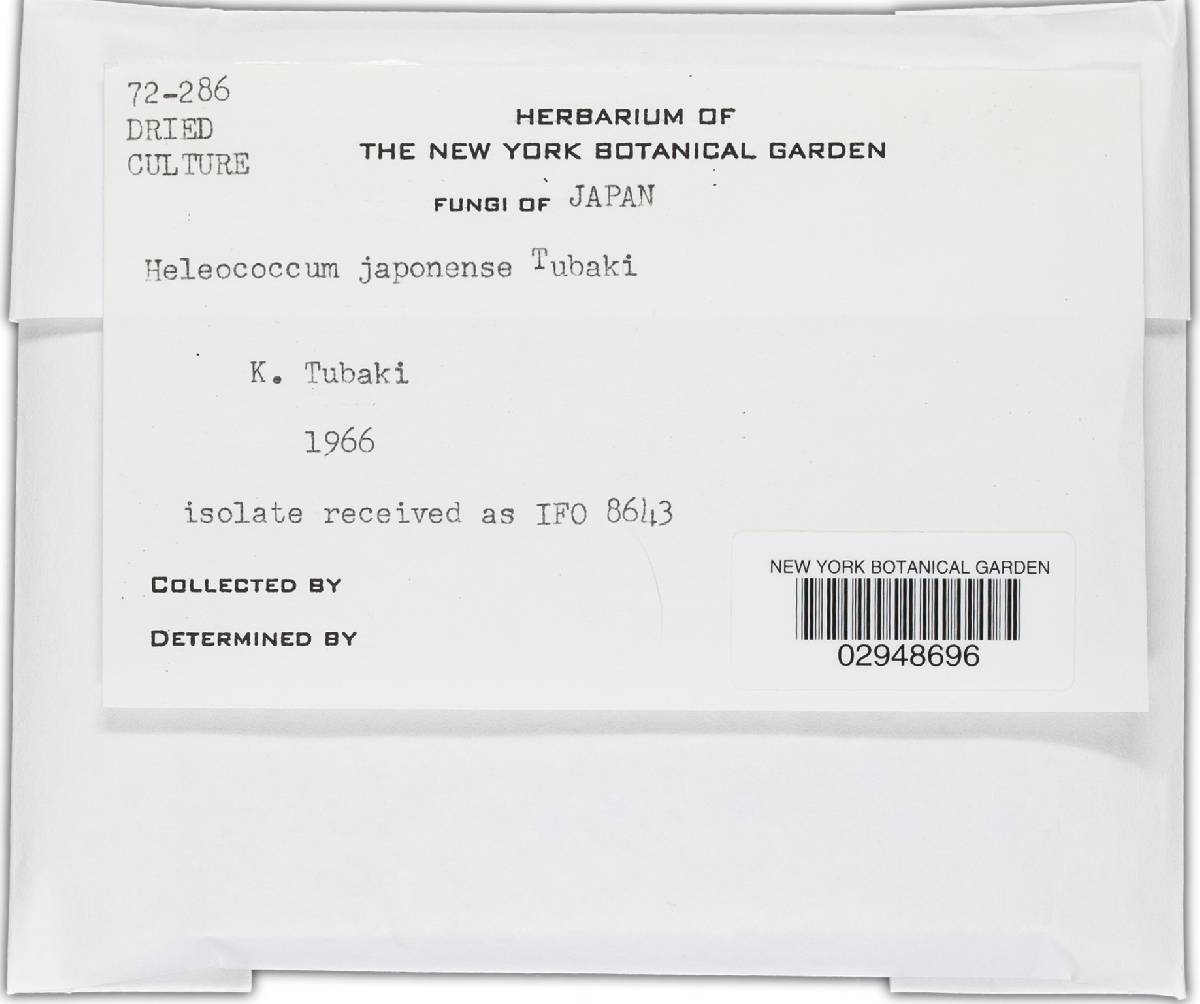 72-286
DRIED
CULTURE
HERBARIUM OF
THE NEW YORK BOTANICAL GARDEN
FUNGI OF JAPAN
Heleococcum japonense Tubaki
K. Tubaki
1966
isolate received as IFO 8643
COLLECTED BY
DETERMINED BY
NEW YORK BOTANICAL GARDEN
02948696